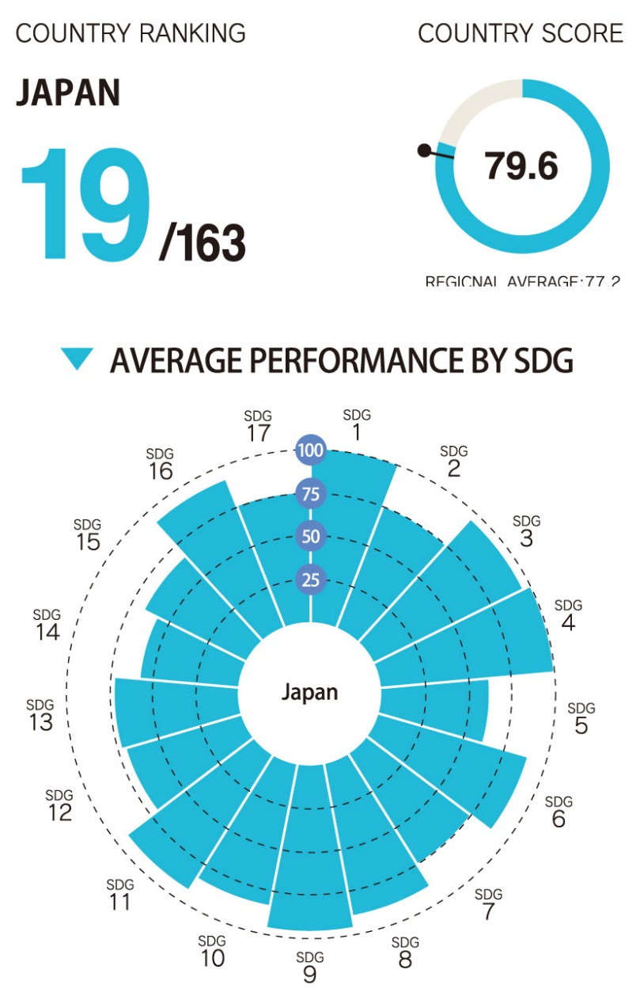 COUNTRY RANKING
COUNTRY SCORE
JAPAN
19/163
79.6
REGICNAL AVERAGE:77.2
AVERAGE PERFORMANCE BY SDG
SDG
17
SDG
1
SDG
16
SDG
2
SDG
15
SDG
3
SDG
14
SDG
4
SDG
13
SDG
5
SDG
12
SDG
6
SDG
11
SDG
7
SDG
10
SDG
8
SDG
9
100
75
50
25
Japan